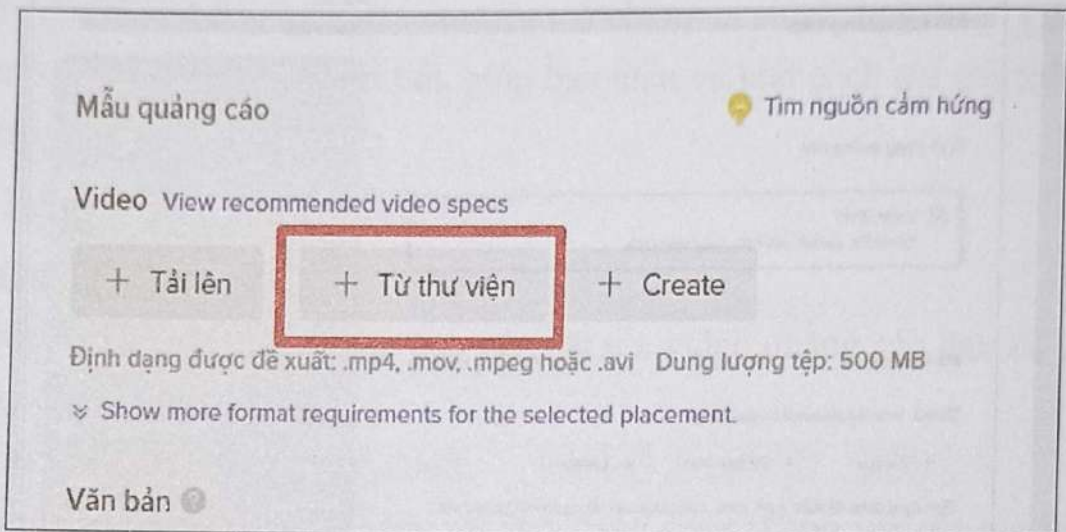 Mẫu quảng cáo
Tìm nguồn cảm hứng
Video View recommended video specs
+ Tải lên
+ Từ thư viện
+ Create
Định dạng được đề xuất: .mp4, .mov, .mpeg hoặc .avi Dung lượng tệp: 500 MB
Show more format requirements for the selected placement.
Văn bản